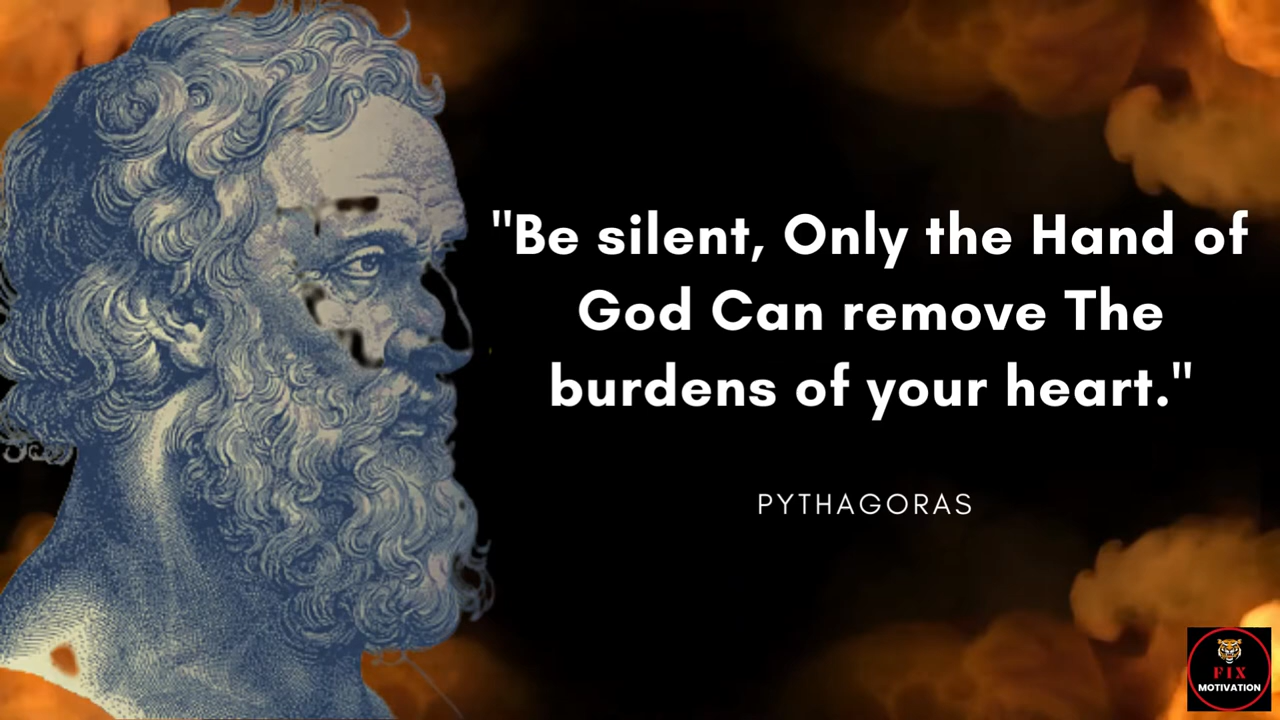 "Be silent, Only the Hand of
God Can remove The
burdens of your heart."
PYTHAGORAS
FIX
MOTIVATION